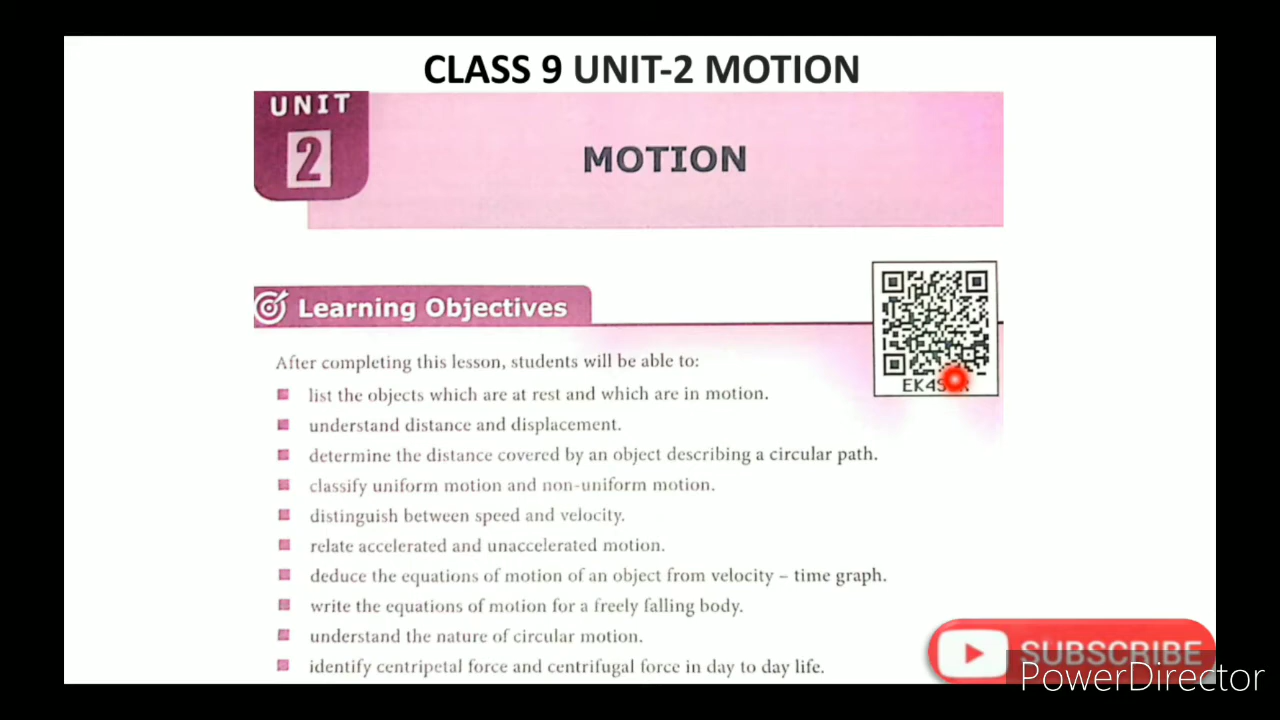 CLASS 9 UNIT-2 MOTION
UNIT
2
MOTION
Learning Objectives
After completing this lesson, students will be able to:
list the objects which are at rest and which are in motion.
understand distance and displacement.
determine the distance covered by an object describing a circular path.
classify uniform motion and non-uniform motion.
distinguish between speed and velocity.
relate accelerated and unaccelerated motion.
deduce the equations of motion of an object from velocity – time graph.
write the equations of motion for a freely falling body.
understand the nature of circular motion.
identify centripetal force and centrifugal force in day to day life.
SUBSCRIBE
PowerDirector